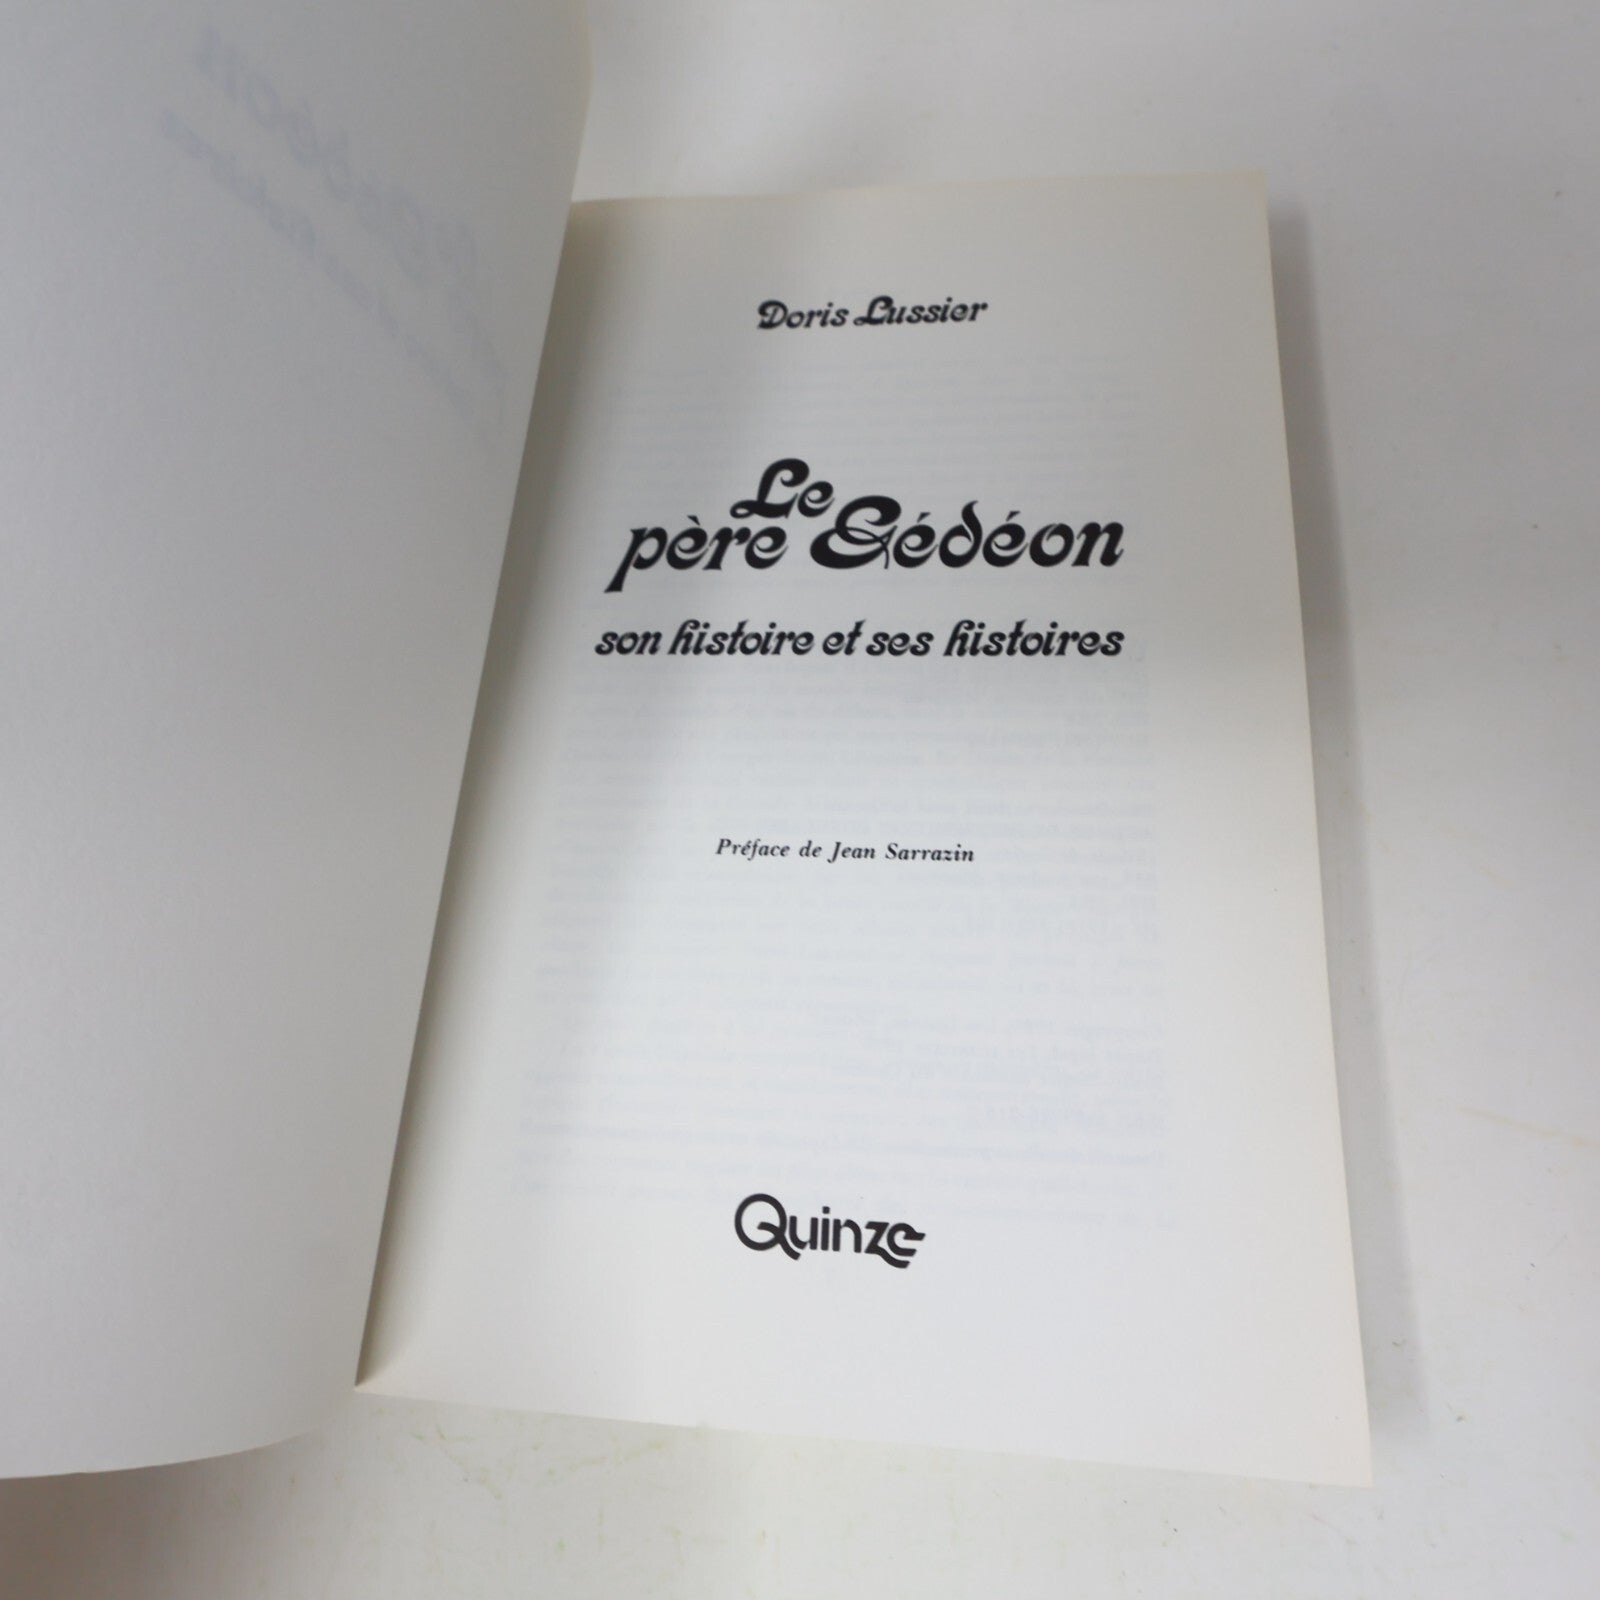 Doris Lussier
Le
père Gédéon
son histoire et ses histoires
Préface de Jean Sarrazin
Quinze